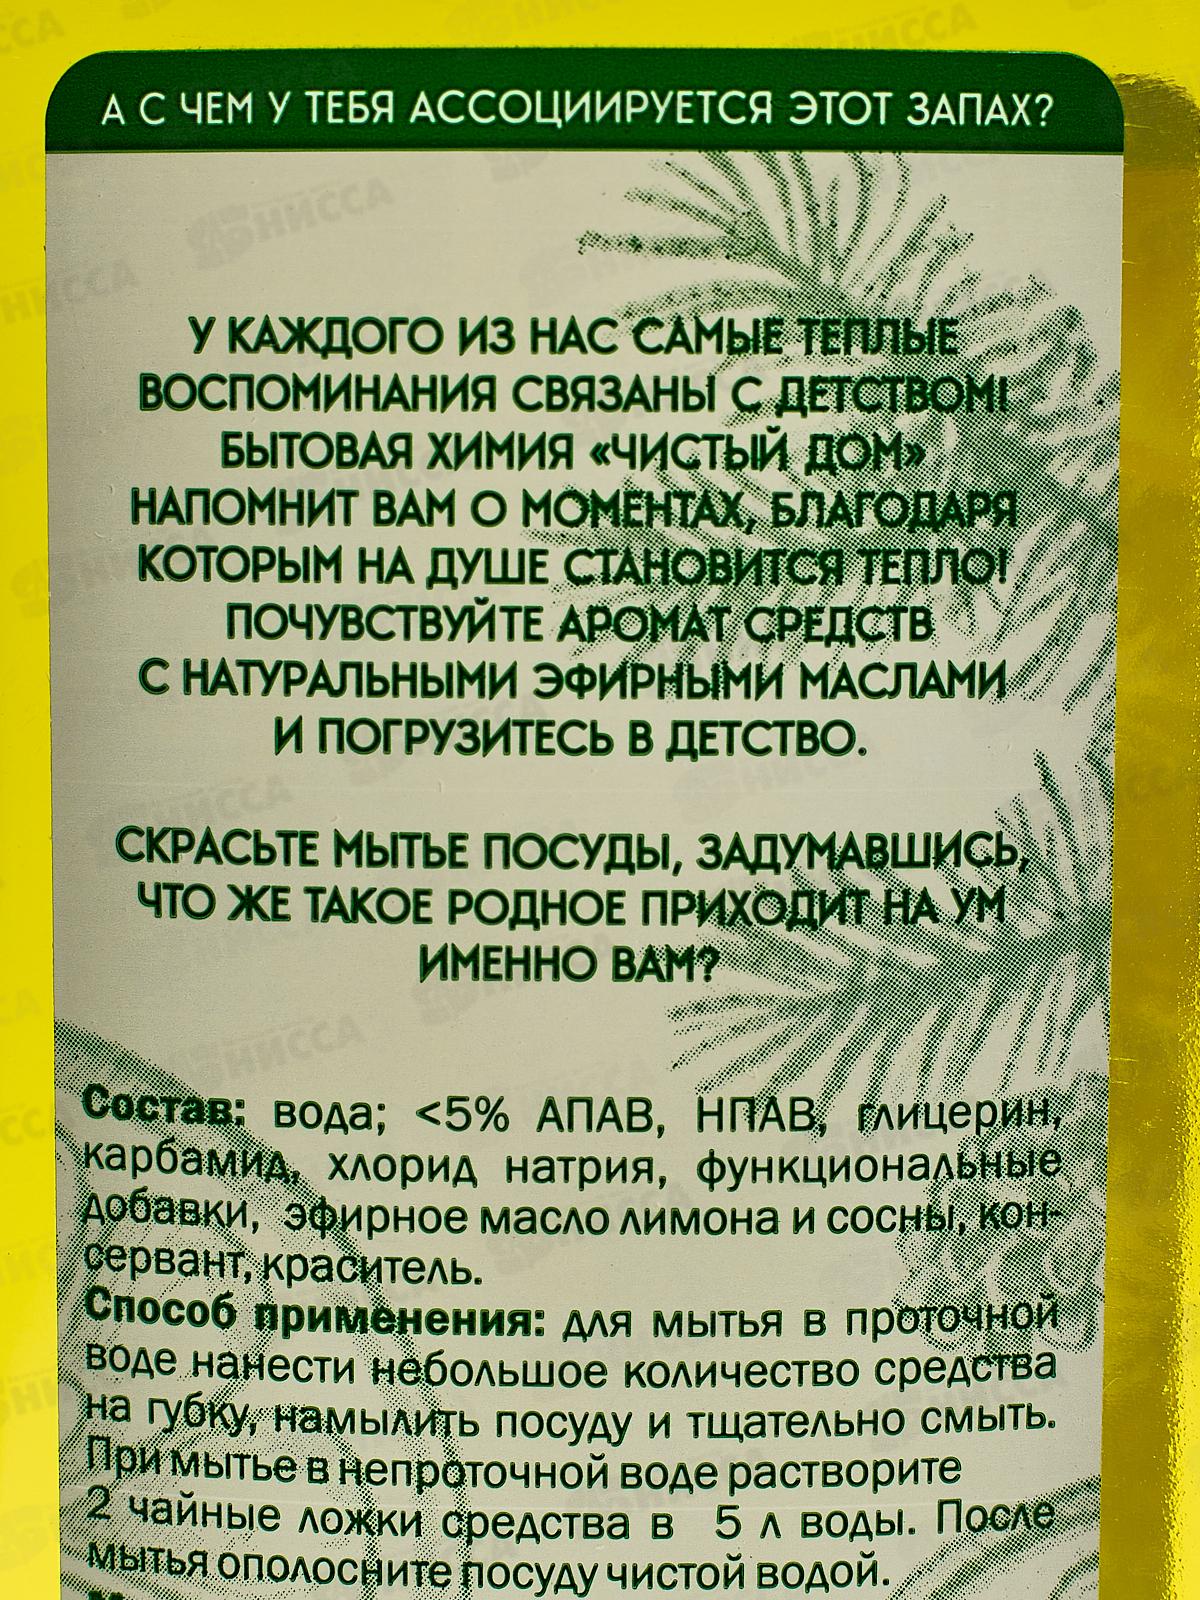 А С ЧЕМ У ТЕБЯ АССОЦИИРУЕТСЯ ЭТОТ ЗАПАХ?
У КАЖДОГО ИЗ НАС САМЫЕ ТЕПЛЫЕ
ВОСПОМИНАНИЯ СВЯЗАНЫ С ДЕТСТВОМ!
БЫТОВАЯ ХИМИЯ «ЧИСТЫЙ ДОМ»
НАПОМНИТ ВАМ О МОМЕНТАХ, БЛАГОДАРЯ
КОТОРЫМ НА ДУШЕ СТАНОВИТСЯ ТЕПЛО!
ПОЧУВСТВУЙТЕ АРОМАТ СРЕДСТВ
С НАТУРАЛЬНЫМИ ЭФИРНЫМИ МАСЛАМИ
И ПОГРУЗИТЕСЬ В ДЕТСТВО.
СКРАСЬТЕ МЫТЬЕ ПОСУДЫ, ЗАДУМАВШИСЬ,
ЧТО ЖЕ ТАКОЕ РОДНОЕ ПРИХОДИТ НА УМ
ИМЕННО ВАМ?
Состав: вода; <5% АПАВ, НПАВ, глицерин,
карбамид, хлорид натрия, функциональные
добавки, эфирное масло лимона и сосны, кон-
сервант, краситель.
Способ применения: для мытья в проточной
воде нанести небольшое количество средства
на губку, намылить посуду и тщательно смыть.
При мытье в непроточной воде растворите
2 чайные ложки средства в 5 л воды. После
мытья ополосните посуду чистой водой.